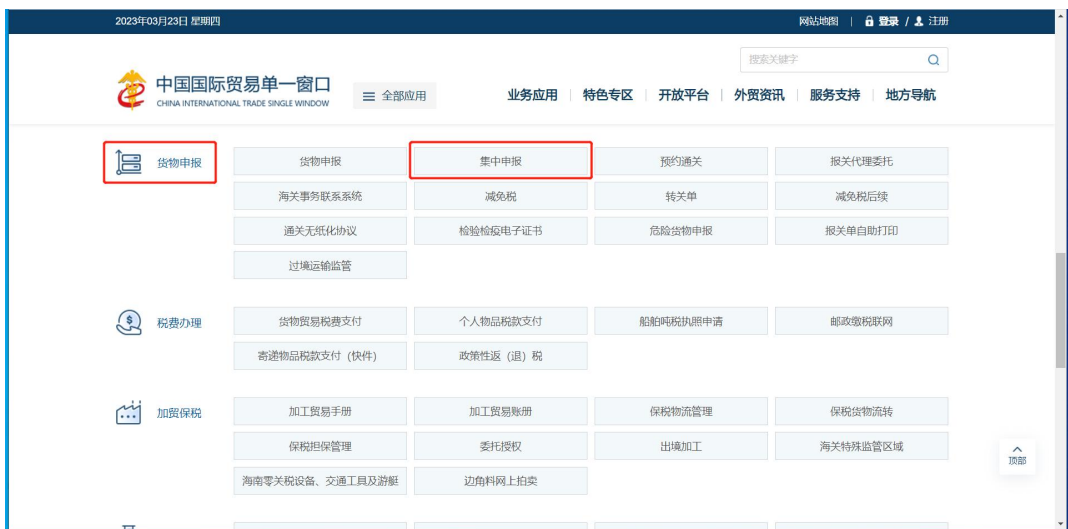 2023年03月23日 星期四 网站地图 | 登录 / 注册
搜索关键字
中国国际贸易单一窗口
CHINA INTERNATIONAL TRADE SINGLE WINDOW
全部应用
业务应用 | 特色专区 | 开放平台 | 外贸资讯 | 服务支持 | 地方导航
货物申报
货物申报 集中申报 预约通关 报关代理委托
海关事务联系系统 减免税 转关单 减免税后续
通关无纸化协议 检验检疫电子证书 危险货物申报 报关单自助打印
过境运输监管
税费办理
货物贸易税费支付 个人物品税款支付 船舶吨税执照申请 邮政缴税联网
寄递物品税款支付（快件） 政策性返（退）税
加贸保税
加工贸易手册 加工贸易账册 保税物流管理 保税货物流转
保税担保管理 委托授权 出境加工 海关特殊监管区域
海南零关税设备、交通工具及游艇 边角料网上拍卖
顶部